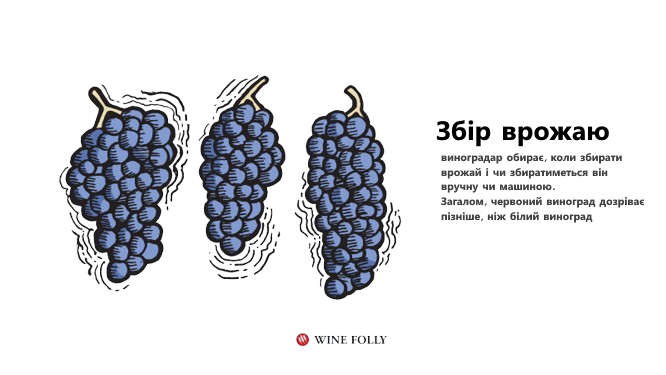 Збір врожаю
виноградар обирає, коли збирати
врожай і чи збиратиметься він
вручну чи машиною.
Загалом, червоний виноград дозріває
пізніше, ніж білий виноград
WINE FOLLY